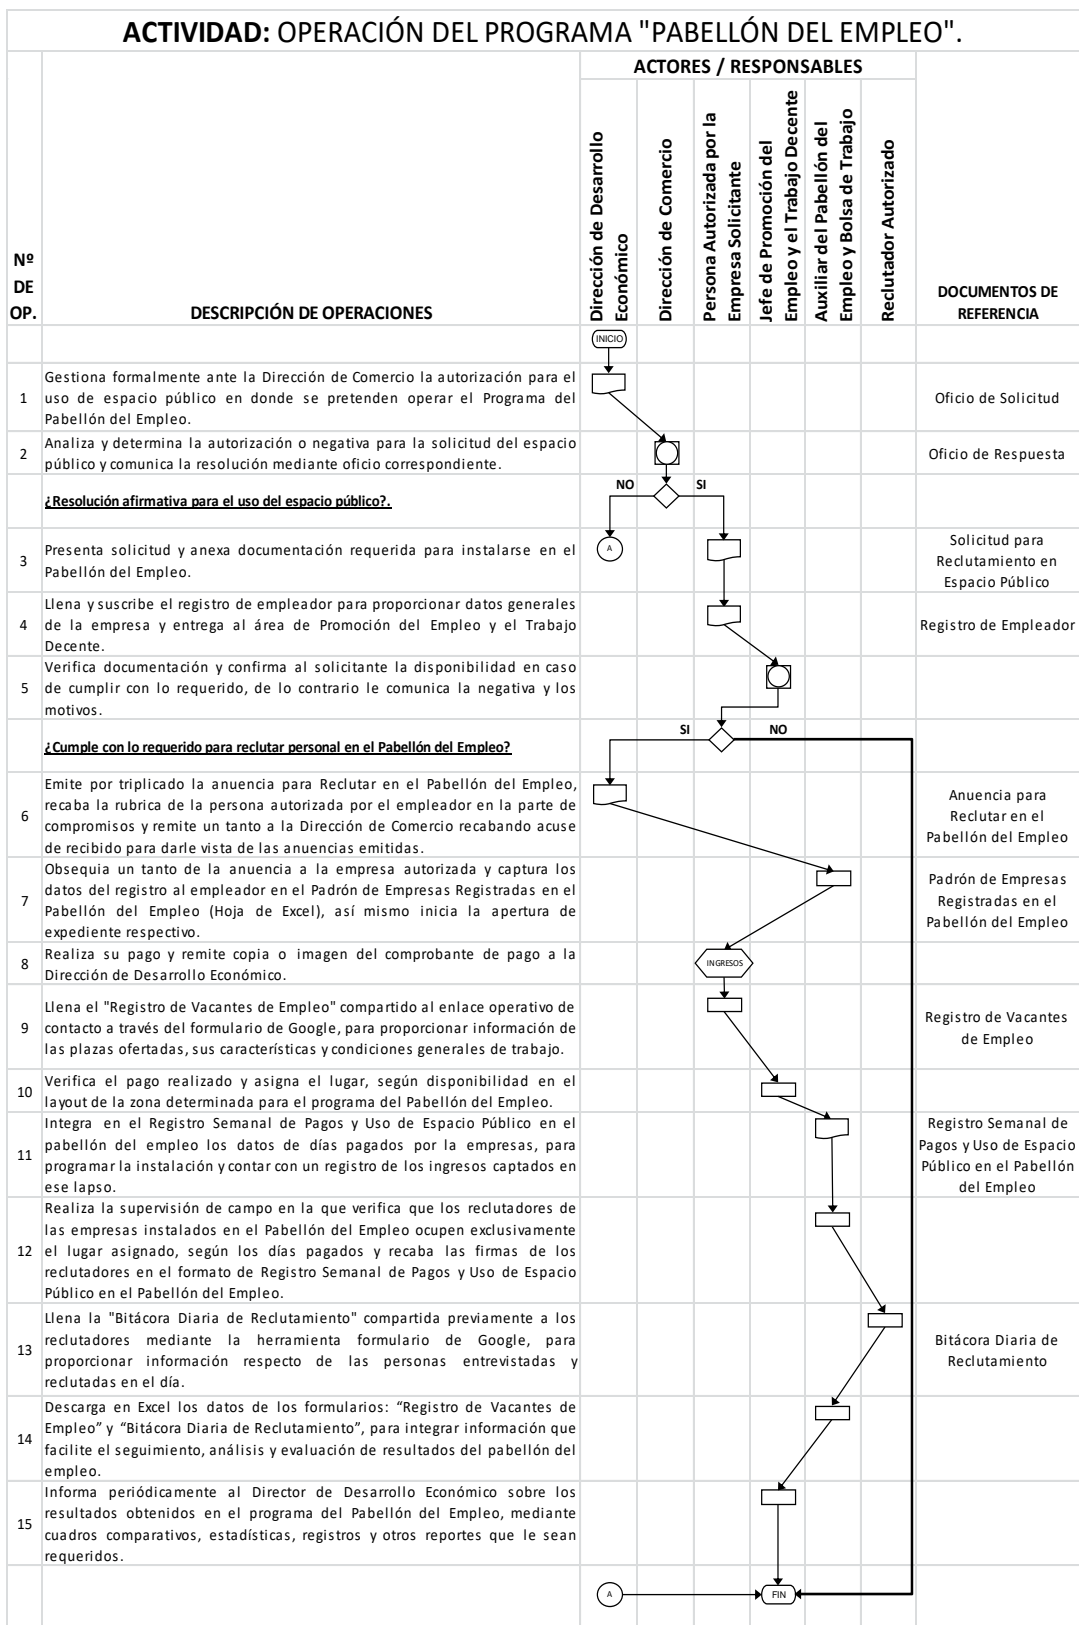 ACTIVIDAD: OPERACIÓN DEL PROGRAMA "PABELLÓN DEL EMPLEO".
ACTORES / RESPONSABLES
Nº
DE
OP.
DESCRIPCIÓN DE OPERACIONES
Dirección de Desarrollo
Económico
Dirección de Comercio
Persona Autorizada por la
Empresa Solicitante
Jefe de Promoción del
Empleo y el Trabajo Decente
Auxiliar del Pabellón del
Empleo y Bolsa de Trabajo
Reclutador Autorizado
DOCUMENTOS DE
REFERENCIA
INICIO
1
Gestiona formalmente ante la Dirección de Comercio la autorización para el
uso de espacio público en donde se pretenden operar el Programa del
Pabellón del Empleo.
Oficio de Solicitud
2
Analiza y determina la autorización o negativa para la solicitud del espacio
público y comunica la resolución mediante oficio correspondiente.
Oficio de Respuesta
¿Resolución afirmativa para el uso del espacio público?.
NO
SI
3
Presenta solicitud y anexa documentación requerida para instalarse en el
Pabellón del Empleo.
A
Solicitud para
Reclutamiento en
Espacio Público
4
Llena y suscribe el registro de empleador para proporcionar datos generales
de la empresa y entrega al área de Promoción del Empleo y el Trabajo
Decente.
Registro de Empleador
5
Verifica documentación y confirma al solicitante la disponibilidad en caso
de cumplir con lo requerido, de lo contrario le comunica la negativa y los
motivos.
¿Cumple con lo requerido para reclutar personal en el Pabellón del Empleo?
SI
NO
6
Emite por triplicado la anuencia para Reclutar en el Pabellón del Empleo,
recaba la rubrica de la persona autorizada por el empleador en la parte de
compromisos y remite un tanto a la Dirección de Comercio recabando acuse
de recibido para darle vista de las anuencias emitidas.
Anuencia para
Reclutar en el
Pabellón del Empleo
7
Obsequia un tanto de la anuencia a la empresa autorizada y captura los
datos del registro al empleador en el Padrón de Empresas Registradas en el
Pabellón del Empleo (Hoja de Excel), así mismo inicia la apertura de
expediente respectivo.
Padrón de Empresas
Registradas en el
Pabellón del Empleo
8
Realiza su pago y remite copia o imagen del comprobante de pago a la
Dirección de Desarrollo Económico.
INGRESOS
9
Llena el "Registro de Vacantes de Empleo" compartido al enlace operativo de
contacto a través del formulario de Google, para proporcionar información de
las plazas ofertadas, sus características y condiciones generales de trabajo.
Registro de Vacantes
de Empleo
10
Verifica el pago realizado y asigna el lugar, según disponibilidad en el
layout de la zona determinada para el programa del Pabellón del Empleo.
11
Integra en el Registro Semanal de Pagos y Uso de Espacio Público en el
pabellón del empleo los datos de días pagados por la empresas, para
programar la instalación y contar con un registro de los ingresos captados en
ese lapso.
Registro Semanal de
Pagos y Uso de Espacio
Público en el Pabellón
del Empleo
12
Realiza la supervisión de campo en la que verifica que los reclutadores de
las empresas instalados en el Pabellón del Empleo ocupen exclusivamente
el lugar asignado, según los días pagados y recaba las firmas de los
reclutadores en el formato de Registro Semanal de Pagos y Uso de Espacio
Público en el Pabellón del Empleo.
13
Llena la "Bitácora Diaria de Reclutamiento" compartida previamente a los
reclutadores mediante la herramienta formulario de Google, para
proporcionar información respecto de las personas entrevistadas y
reclutadas en el día.
Bitácora Diaria de
Reclutamiento
14
Descarga en Excel los datos de los formularios: “Registro de Vacantes de
Empleo” y “Bitácora Diaria de Reclutamiento”, para integrar información que
facilite el seguimiento, análisis y evaluación de resultados del pabellón del
empleo.
15
Informa periódicamente al Director de Desarrollo Económico sobre los
resultados obtenidos en el programa del Pabellón del Empleo, mediante
cuadros comparativos, estadísticas, registros y otros reportes que le sean
requeridos.
A
FIN